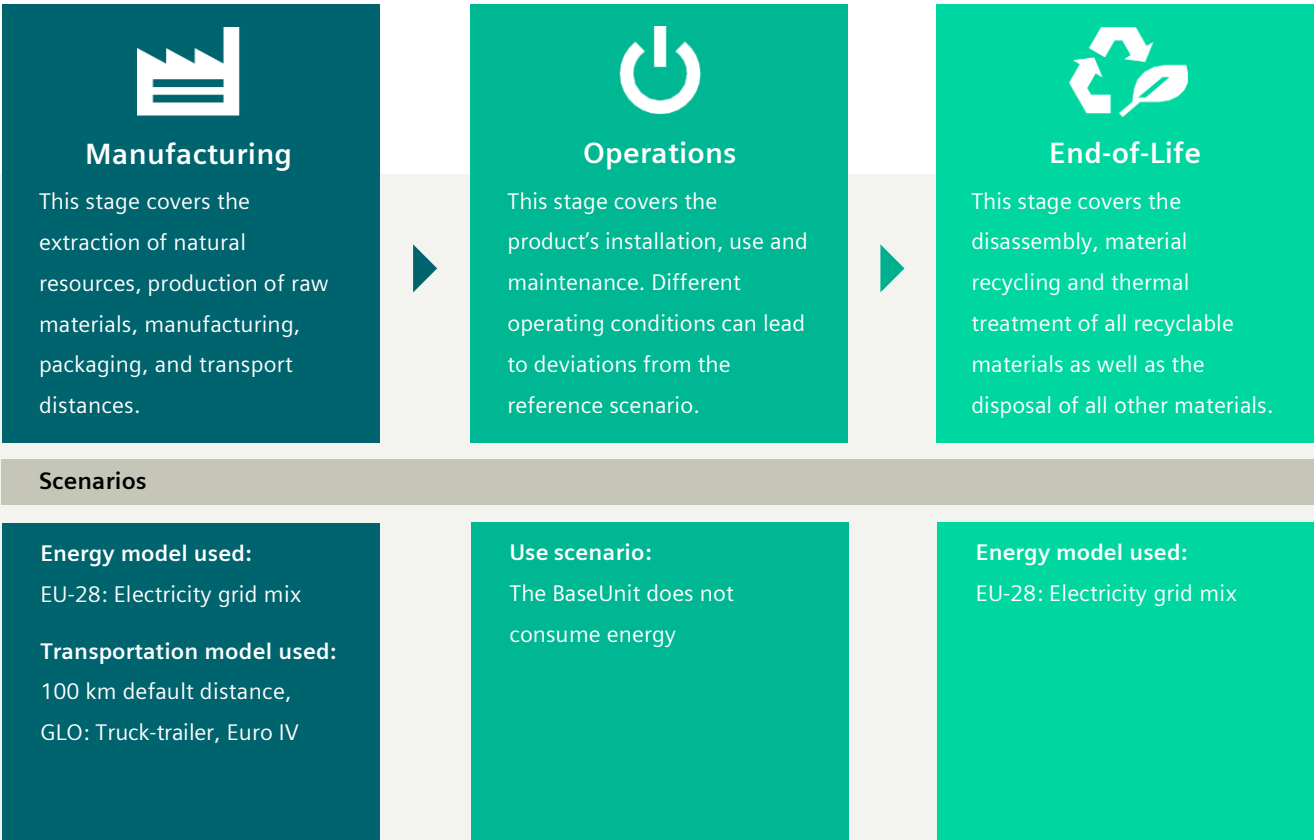 Manufacturing
This stage covers the
extraction of natural
resources, production of raw
materials, manufacturing,
packaging, and transport
distances.
Operations
This stage covers the
product's installation, use and
maintenance. Different
operating conditions can lead
to deviations from the
reference scenario.
End-of-Life
This stage covers the
disassembly, material
recycling and thermal
treatment of all recyclable
materials as well as the
disposal of all other materials.
Scenarios
Energy model used:
EU-28: Electricity grid mix
Transportation model used:
100 km default distance,
GLO: Truck-trailer, Euro IV
Use scenario:
The BaseUnit does not
consume energy
Energy model used:
EU-28: Electricity grid mix